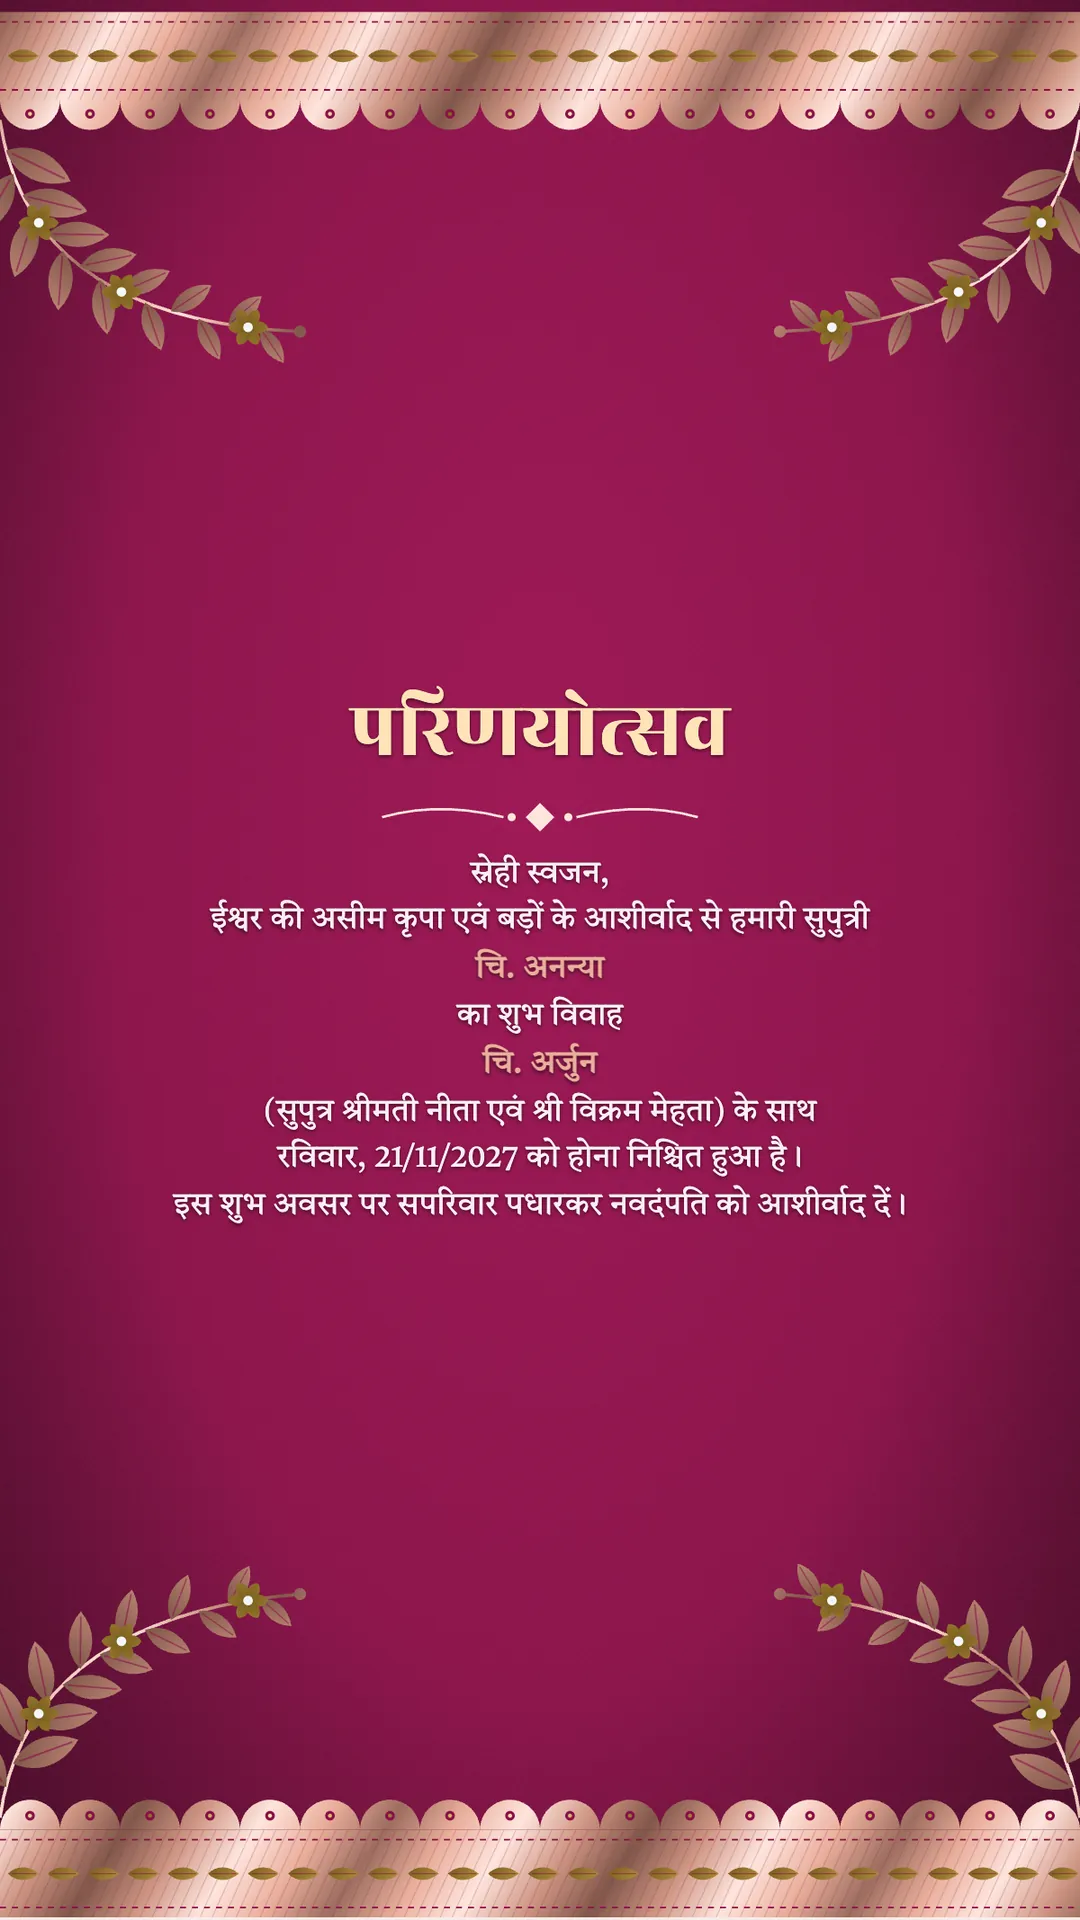 परिणयोत्सव
स्नेही स्वजन,
ईश्वर की असीम कृपा एवं बड़ों के आशीर्वाद से हमारी सुपुत्री
चि. अनन्या
का शुभ विवाह
चि. अर्जुन
(सुपुत्र श्रीमती नीता एवं श्री विक्रम मेहता) के साथ
रविवार, 21/11/2027 को होना निश्चित हुआ है।
इस शुभ अवसर पर सपरिवार पधारकर नवदंपति को आशीर्वाद दें।